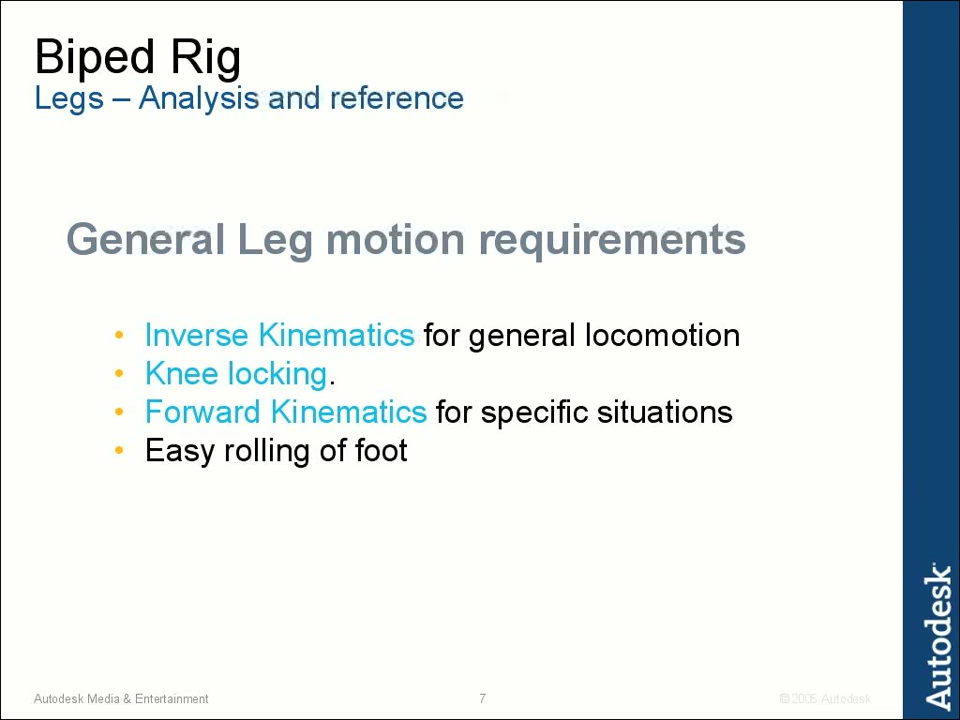 Biped Rig
Legs – Analysis and reference
General Leg motion requirements
• Inverse Kinematics for general locomotion
• Knee locking.
• Forward Kinematics for specific situations
• Easy rolling of foot
Autodesk Media & Entertainment
7
© 2005 Autodesk
Autodesk